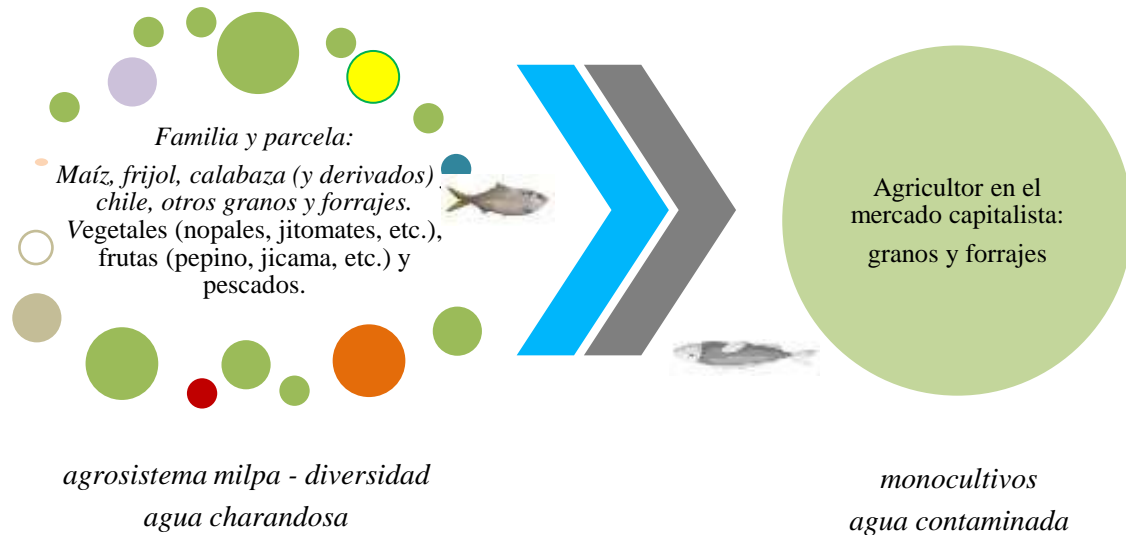 Familia y parcela:
Maíz, frijol, calabaza (y derivados)
chile, otros granos y forrajes.
Vegetales (nopales, jitomates, etc.),
frutas (pepino, jicama, etc.) y
pescados.
Agricultor en el
mercado capitalista:
granos y forrajes
agrosistema milpa - diversidad
agua charandosa
monocultivos
agua contaminada